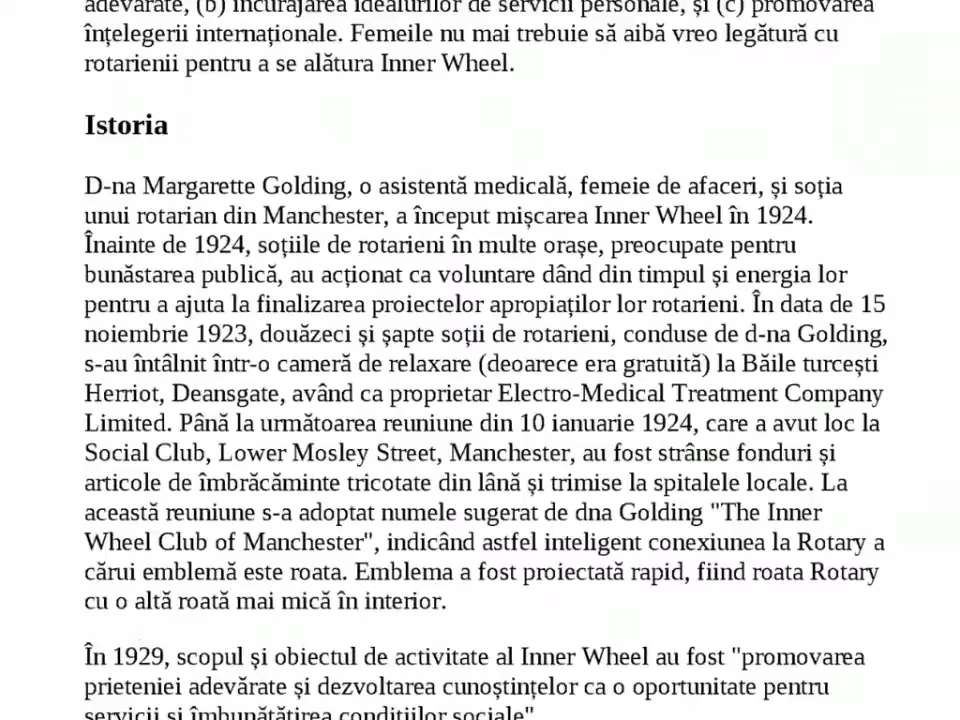 adevărate, (b) încurajarea idealurilor de servicii personale, și (c) promovarea
înțelegerii internaționale. Femeile nu mai trebuie să aibă vreo legătură cu
rotarienii pentru a se alătura Inner Wheel.
Istoria
D-na Margarette Golding, o asistentă medicală, femeie de afaceri, și soția
unui rotarian din Manchester, a început mișcarea Inner Wheel în 1924.
Înainte de 1924, soțiile de rotarieni în multe orașe, preocupate pentru
bunăstarea publică, au acționat ca voluntare dând din timpul și energia lor
pentru a ajuta la finalizarea proiectelor apropiaților lor rotarieni. În data de 15
noiembrie 1923, douăzeci și șapte soții de rotarieni, conduse de d-na Golding,
s-au întâlnit într-o cameră de relaxare (deoarece era gratuită) la Băile turcești
Herriot, Deansgate, având ca proprietar Electro-Medical Treatment Company
Limited. Până la următoarea reuniune din 10 ianuarie 1924, care a avut loc la
Social Club, Lower Mosley Street, Manchester, au fost strânse fonduri și
articole de îmbrăcăminte tricotate din lână și trimise la spitalele locale. La
această reuniune s-a adoptat numele sugerat de dna Golding "The Inner
Wheel Club of Manchester", indicând astfel inteligent conexiunea la Rotary a
cărui emblemă este roata. Emblema a fost proiectată rapid, fiind roata Rotary
cu o altă roată mai mică în interior.
În 1929, scopul și obiectul de activitate al Inner Wheel au fost "promovarea
prieteniei adevărate și dezvoltarea cunoștințelor ca o oportunitate pentru
servicii și îmbunătățirea condițiilor sociale"